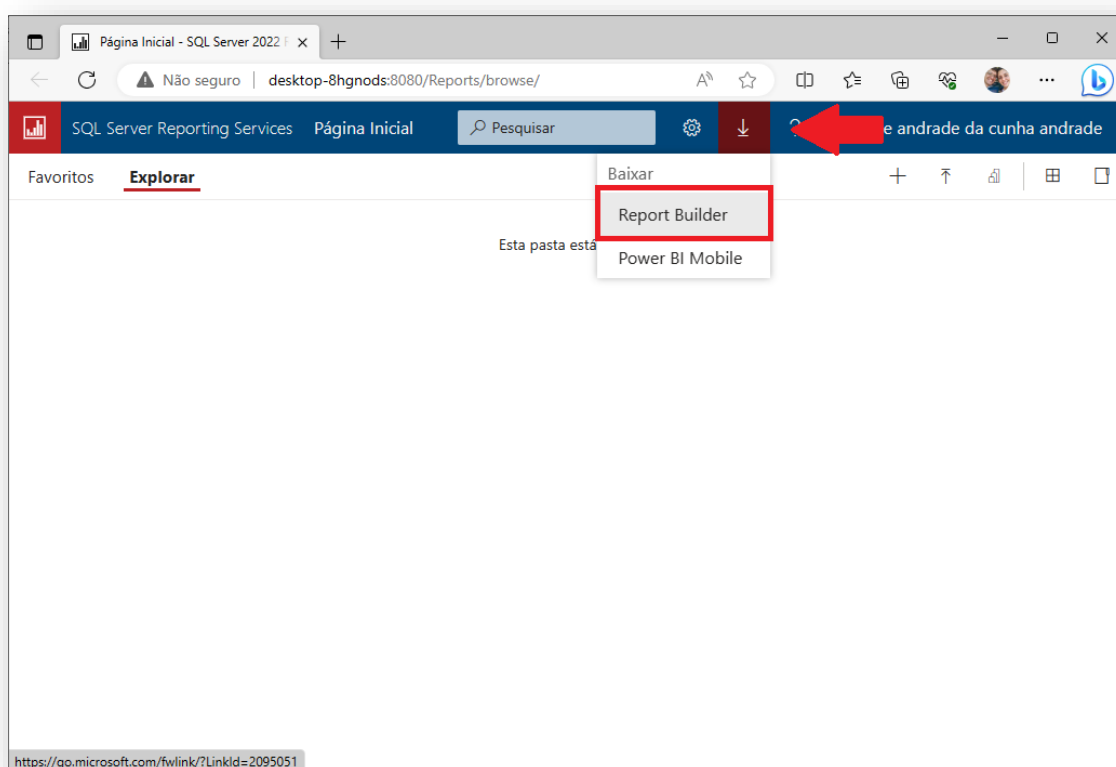 Página Inicial - SQL Server 2022
Não seguro | desktop-8hgnods:8080/Reports/browse/
SQL Server Reporting Services Página Inicial Pesquisar e andrade da cunha andrade
Favoritos Explorar
Baixar
Report Builder
Esta pasta está
Power BI Mobile
https://go.microsoft.com/fwlink/?LinkId=2095051